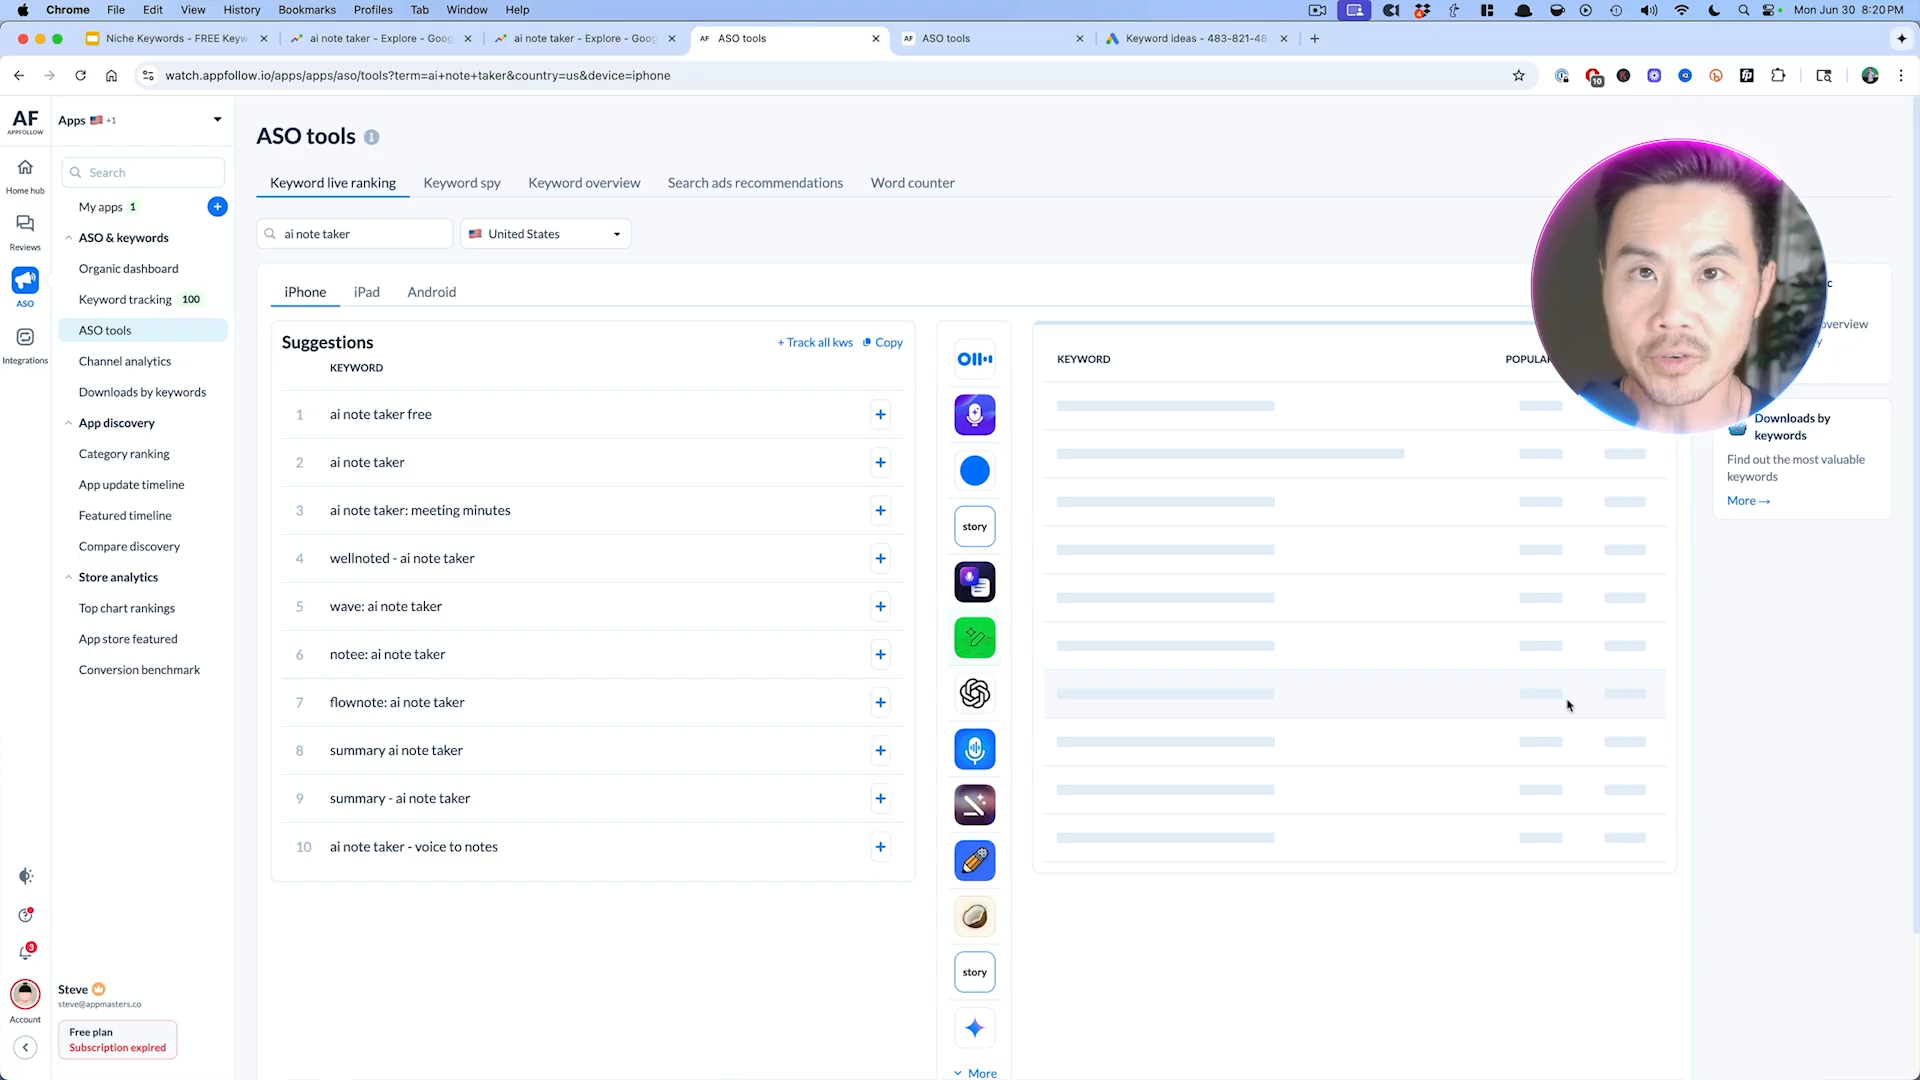 Chrome File Edit View History Bookmarks Profiles Tab Window Help Mon Jun 30 8:20 PM
Niche Keywords - FREE Keyw
ai note taker - Explore - Goog
ai note taker - Explore - Goog
ASO tools
ASO tools
Keyword ideas - 483-821-48
watch.appfollow.io/apps/apps/aso/tools?term=ai+note+taker&country=us&device=iphone
10
AF
APPFOLLOW
Home hub
Reviews
ASO
Integrations
3
Account
Apps +1
Search
My apps 1
ASO & keywords
Organic dashboard
Keyword tracking 100
ASO tools
Channel analytics
Downloads by keywords
App discovery
Category ranking
App update timeline
Featured timeline
Compare discovery
Store analytics
Top chart rankings
App store featured
Conversion benchmark
Steve
steve@appmasters.co
Free plan
Subscription expired
ASO tools
Keyword live ranking Keyword spy Keyword overview Search ads recommendations Word counter
ai note taker
United States
iPhone iPad Android
Suggestions
+ Track all kws Copy
KEYWORD
1 ai note taker free
2 ai note taker
3 ai note taker: meeting minutes
4 wellnoted - ai note taker
5 wave: ai note taker
6 notee: ai note taker
7 flownote: ai note taker
8 summary ai note taker
9 summary - ai note taker
10 ai note taker - voice to notes
story
story
More
KEYWORD
overview
Downloads by
keywords
Find out the most valuable
keywords
More →